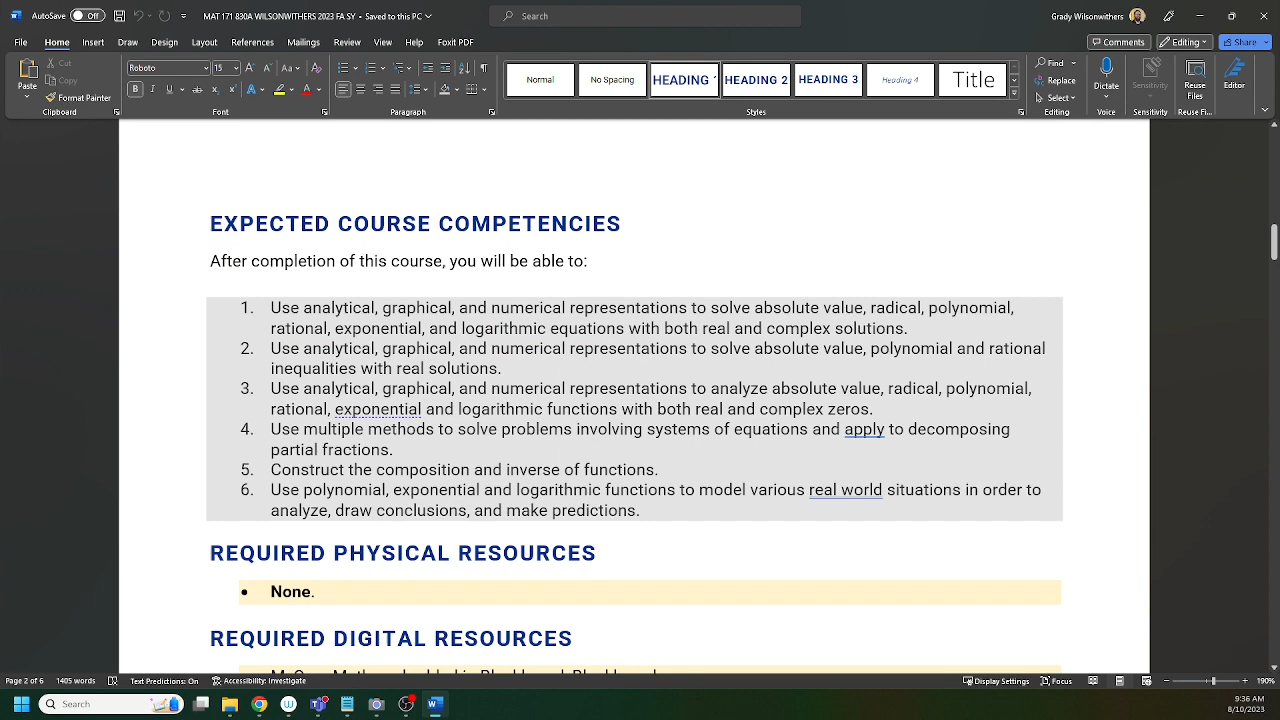 AutoSave Off MAT 171 830A WILSONWITHERS 2023 FA SY • Saved to this PC Search Grady Wilsonwithers
File Home Insert Draw Design Layout References Mailings Review View Help Foxit PDF Comments Editing Share
Paste Cut Copy Format Painter Clipboard
Roboto 15 Font
Paragraph
Normal No Spacing HEADING 1 HEADING 2 HEADING 3 Heading 4 Title Styles
Find Replace Select Editing
Dictate Voice Sensitivity Sensitivity Reuse Files Reuse Fi... Editor Editor
EXPECTED COURSE COMPETENCIES
After completion of this course, you will be able to:
1. Use analytical, graphical, and numerical representations to solve absolute value, radical, polynomial,
rational, exponential, and logarithmic equations with both real and complex solutions.
2. Use analytical, graphical, and numerical representations to solve absolute value, polynomial and rational
inequalities with real solutions.
3. Use analytical, graphical, and numerical representations to analyze absolute value, radical, polynomial,
rational, exponential and logarithmic functions with both real and complex zeros.
4. Use multiple methods to solve problems involving systems of equations and apply to decomposing
partial fractions.
5. Construct the composition and inverse of functions.
6. Use polynomial, exponential and logarithmic functions to model various real world situations in order to
analyze, draw conclusions, and make predictions.
REQUIRED PHYSICAL RESOURCES
• None.
REQUIRED DIGITAL RESOURCES
Page 2 of 6 1405 words Text Predictions: On Accessibility: Investigate Display Settings Focus 190%
Search 9:36 AM
8/10/2023